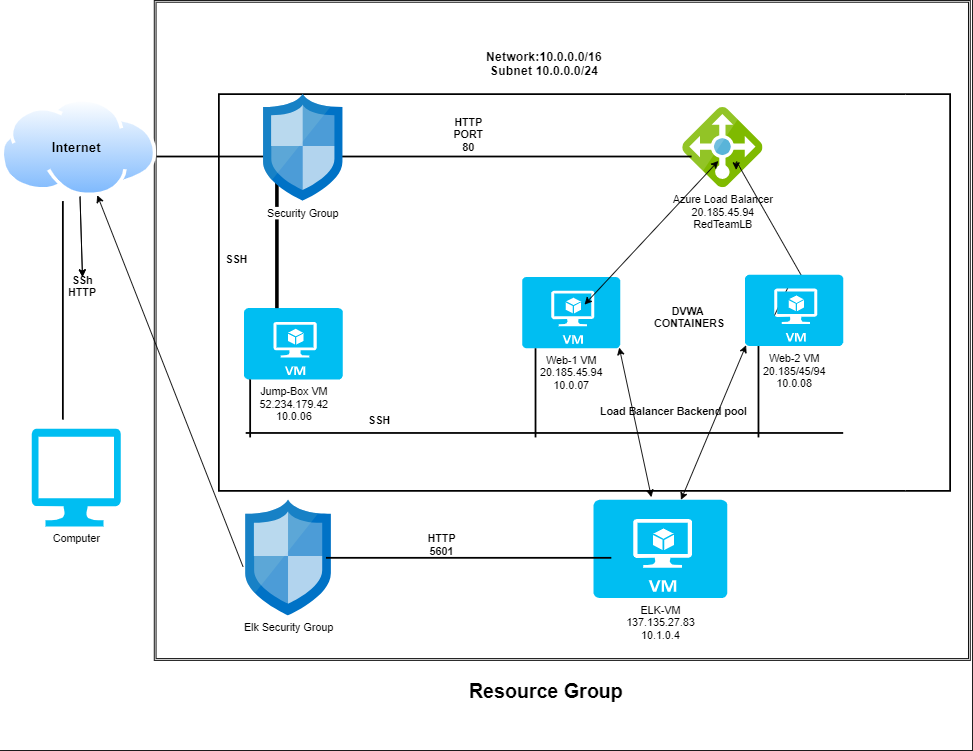 Network:10.0.0.0/16
Subnet 10.0.0.0/24
Internet
HTTP
PORT
80
Security Group
Azure Load Balancer
20.185.45.94
RedTeamLB
SSH
SSh
HTTP
DVWA
CONTAINERS
VM
Web-1 VM
20.185.45.94
10.0.07
VM
Web-2 VM
20.185/45/94
10.0.08
VM
Jump-Box VM
52.234.179.42
10.0.06
SSH
Load Balancer Backend pool
Computer
HTTP
5601
Elk Security Group
VM
ELK-VM
137.135.27.83
10.1.0.4
Resource Group